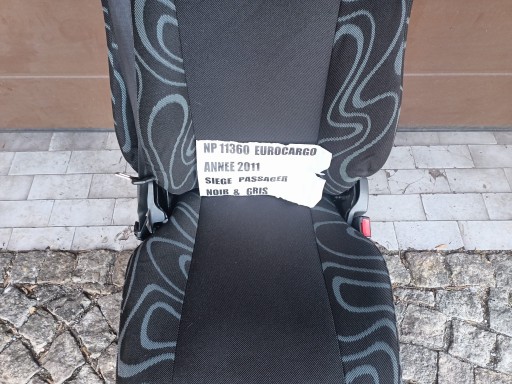 NP 11360 EUROCARGO
ANNEE 2011
SIEGE PASSAGER
NOIR & GRIS